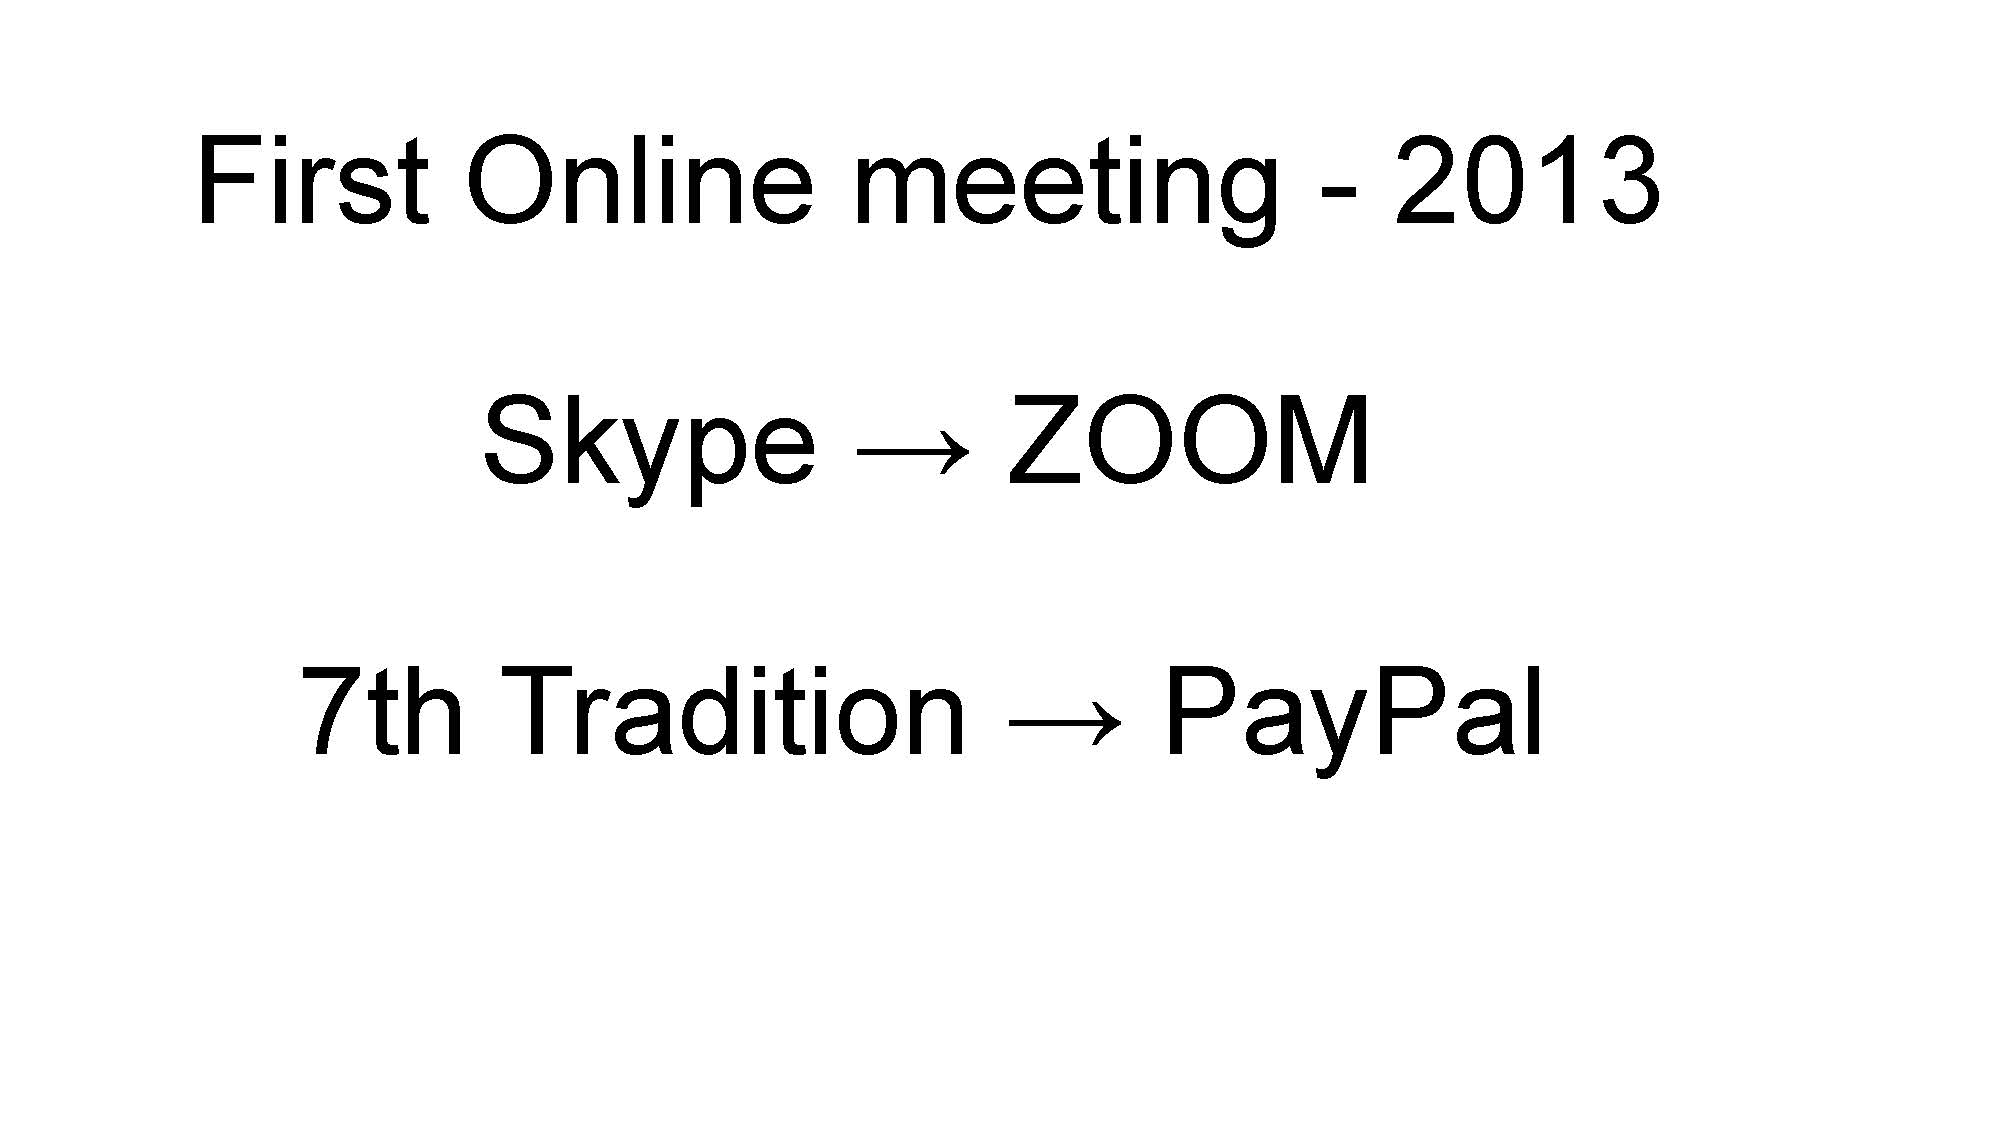 First Online meeting - 2013
Skype → ZOOM
7th Tradition → PayPal